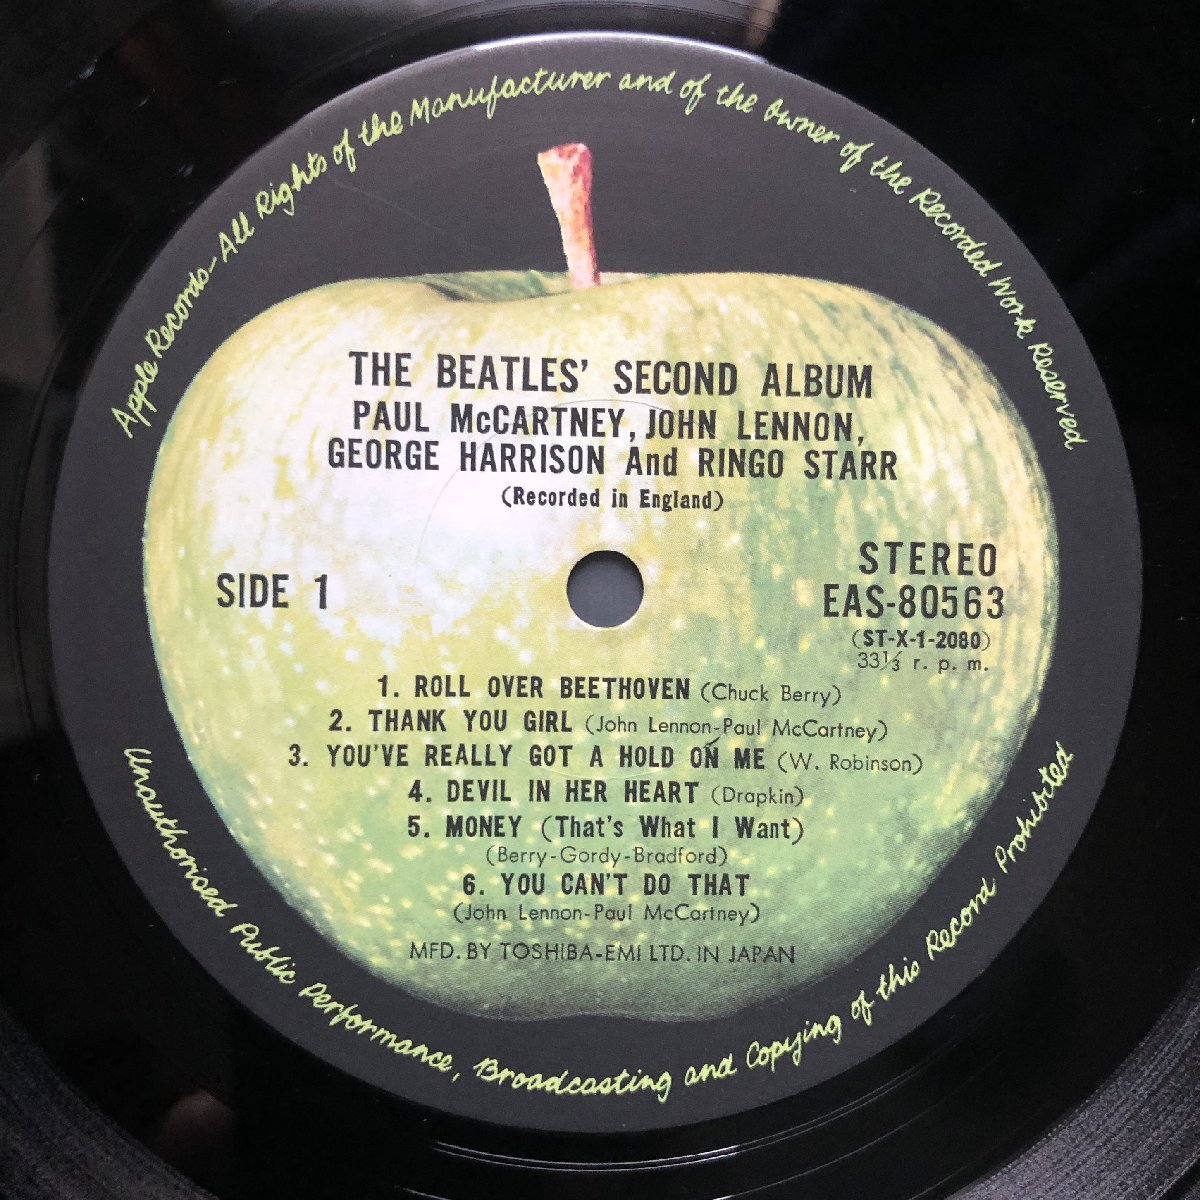 Apple Records-All Rights of the Manufacturer and of the Owner of the Recorded Work Reserved
THE BEATLES' SECOND ALBUM
PAUL McCARTNEY, JOHN LENNON,
GEORGE HARRISON And RINGO STARR
(Recorded in England)
SIDE 1
STEREO
EAS-80563
(ST-X-1-2080)
33⅓ r. p. m.
1. ROLL OVER BEETHOVEN (Chuck Berry)
2. THANK YOU GIRL (John Lennon-Paul McCartney)
3. YOU'VE REALLY GOT A HOLD ON ME (W. Robinson)
4. DEVIL IN HER HEART (Drapkin)
5. MONEY (That's What I Want)
(Berry-Gordy-Bradford)
6. YOU CAN'T DO THAT
(John Lennon-Paul McCartney)
MFD. BY TOSHIBA-EMI LTD. IN JAPAN
Unauthorised Public Performance, Broadcasting and Copying of this Record Prohibited